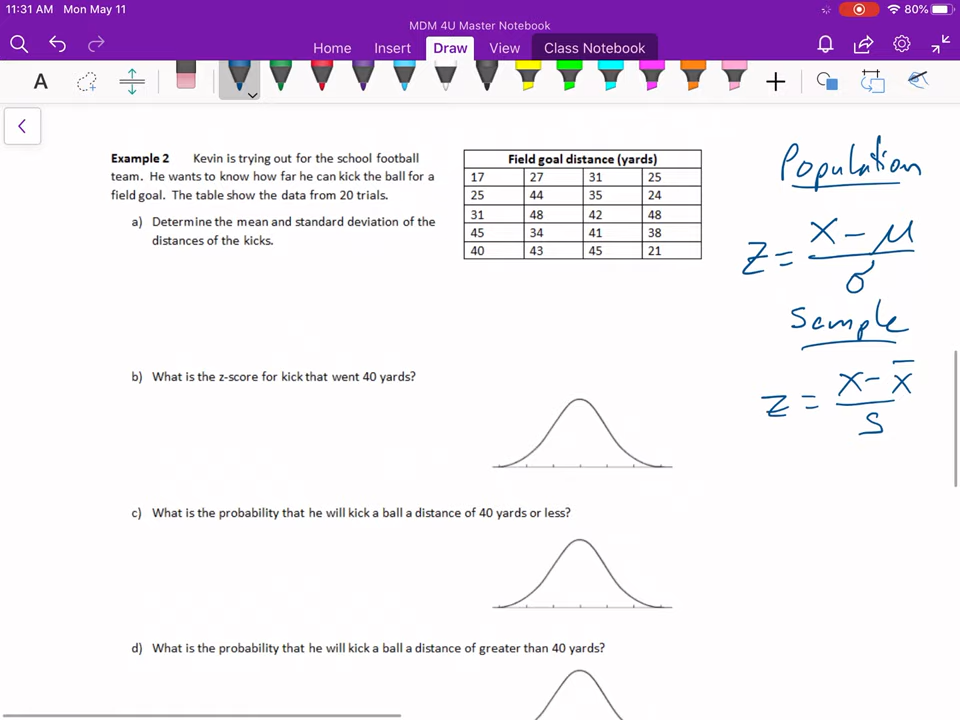 11:31 AM Mon May 11
80%
MDM 4U Master Notebook
Home Insert Draw View Class Notebook
A
Example 2 Kevin is trying out for the school football
team. He wants to know how far he can kick the ball for a
field goal. The table show the data from 20 trials.
a) Determine the mean and standard deviation of the
distances of the kicks.
Field goal distance (yards)
17 27 31 25
25 44 35 24
31 48 42 48
45 34 41 38
40 43 45 21
Population
z = x - μ
σ
Sample
z = x - x̄
s
b) What is the z-score for kick that went 40 yards?
c) What is the probability that he will kick a ball a distance of 40 yards or less?
d) What is the probability that he will kick a ball a distance of greater than 40 yards?